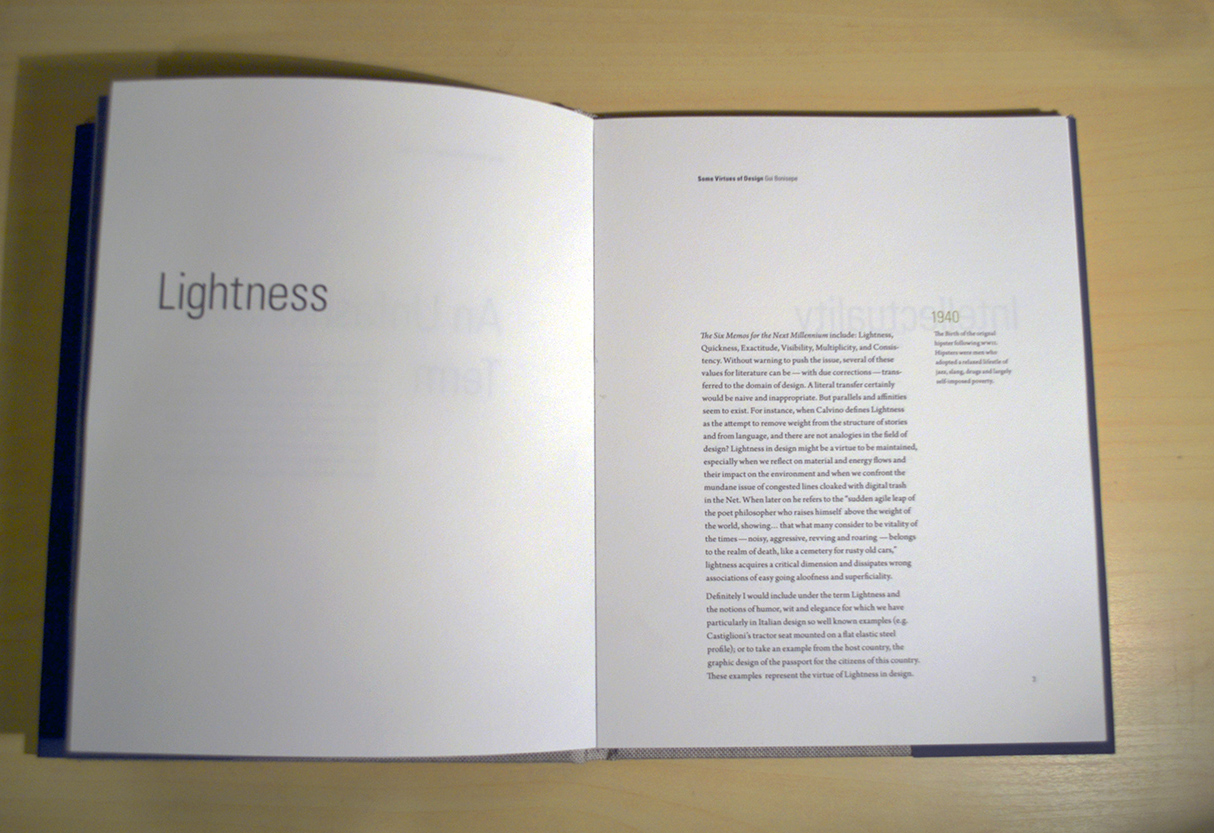 Lightness
Some Virtues of Design Gui Bonsiepe
The Six Memos for the Next Millennium include: Lightness,
Quickness, Exactitude, Visibility, Multiplicity, and Consis-
tency. Without warning to push the issue, several of these
values for literature can be — with due corrections — trans-
ferred to the domain of design. A literal transfer certainly
would be naive and inappropriate. But parallels and affinities
seem to exist. For instance, when Calvino defines Lightness
as the attempt to remove weight from the structure of stories
and from language, and there are not analogies in the field of
design? Lightness in design might be a virtue to be maintained,
especially when we reflect on material and energy flows and
their impact on the environment and when we confront the
mundane issue of congested lines cloaked with digital trash
in the Net. When later on he refers to the "sudden agile leap of
the poet philosopher who raises himself above the weight of
the world, showing... that what many consider to be vitality of
the times — noisy, aggressive, revving and roaring — belongs
to the realm of death, like a cemetery for rusty old cars,"
lightness acquires a critical dimension and dissipates wrong
associations of easy going aloofness and superficiality.
Definitely I would include under the term Lightness and
the notions of humor, wit and elegance for which we have
particularly in Italian design so well known examples (e.g.
Castiglioni's tractor seat mounted on a flat elastic steel
profile); or to take an example from the host country, the
graphic design of the passport for the citizens of this country.
These examples represent the virtue of Lightness in design.
1940
The Birth of the original
hipster following WWII.
Hipsters were men who
adopted a relaxed lifestle of
jazz, slang, drugs and largely
self-imposed poverty.
An
Term
Intellectuality